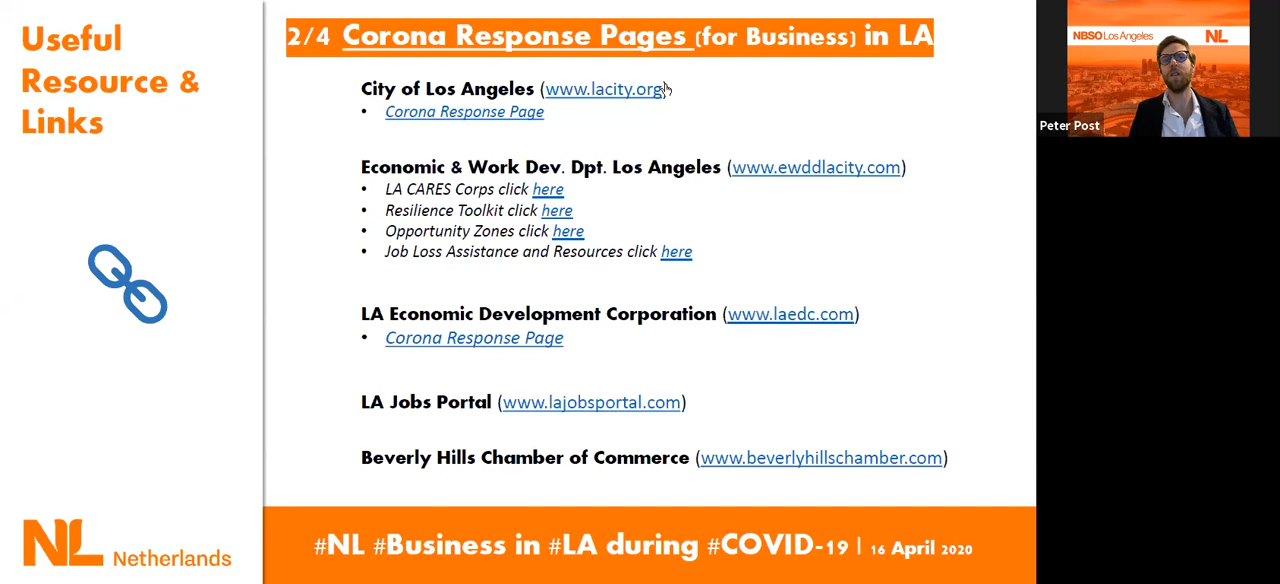 Useful
Resource &
Links
2/4 Corona Response Pages (for Business) in LA
City of Los Angeles (www.lacity.org)
• Corona Response Page
Economic & Work Dev. Dpt. Los Angeles (www.ewddlacity.com)
• LA CARES Corps click here
• Resilience Toolkit click here
• Opportunity Zones click here
• Job Loss Assistance and Resources click here
LA Economic Development Corporation (www.laedc.com)
• Corona Response Page
LA Jobs Portal (www.lajobsportal.com)
Beverly Hills Chamber of Commerce (www.beverlyhillschamber.com)
NL Netherlands
#NL #Business in #LA during #COVID-19 | 16 April 2020
NBSO Los Angeles NL
Peter Post